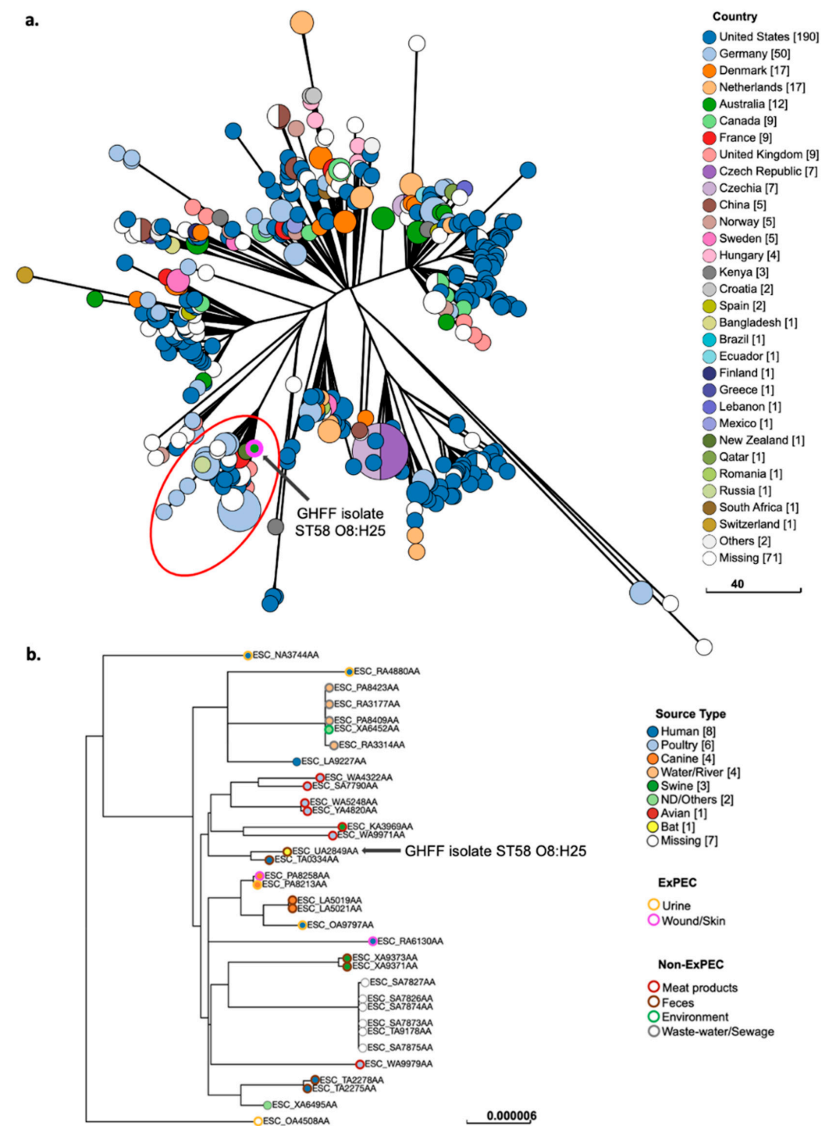 a.
Country
United States [190]
Germany [50]
Denmark [17]
Netherlands [17]
Australia [12]
Canada [9]
France [9]
United Kingdom [9]
Czech Republic [7]
Czechia [7]
China [5]
Norway [5]
Sweden [5]
Hungary [4]
Kenya [3]
Croatia [2]
Spain [2]
Bangladesh [1]
Brazil [1]
Ecuador [1]
Finland [1]
Greece [1]
Lebanon [1]
Mexico [1]
New Zealand [1]
Qatar [1]
Romania [1]
Russia [1]
South Africa [1]
Switzerland [1]
Others [2]
Missing [71]
40
GHFF isolate
ST58 O8:H25
b.
ESC_NA3744AA
ESC_RA4880AA
ESC_PA8423AA
ESC_RA3177AA
ESC_PA8409AA
ESC_XA6452AA
ESC_RA3314AA
ESC_LA9227AA
ESC_WA4322AA
ESC_SA7790AA
ESC_WA5248AA
ESC_YA4820AA
ESC_KA3969AA
ESC_WA9971AA
ESC_UA2849AA
GHFF isolate ST58 O8:H25
ESC_TA0334AA
ESC_PA8258AA
ESC_PA8213AA
ESC_LA5019AA
ESC_LA5021AA
ESC_OA9797AA
ESC_RA6130AA
ESC_XA9373AA
ESC_XA9371AA
ESC_SA7827AA
ESC_SA7826AA
ESC_SA7874AA
ESC_SA7873AA
ESC_TA9178AA
ESC_SA7875AA
ESC_WA9979AA
ESC_TA2278AA
ESC_TA2275AA
ESC_XA6495AA
ESC_OA4508AA
Source Type
Human [8]
Poultry [6]
Canine [4]
Water/River [4]
Swine [3]
ND/Others [2]
Avian [1]
Bat [1]
Missing [7]
ExPEC
Urine
Wound/Skin
Non-ExPEC
Meat products
Feces
Environment
Waste-water/Sewage
0.000006